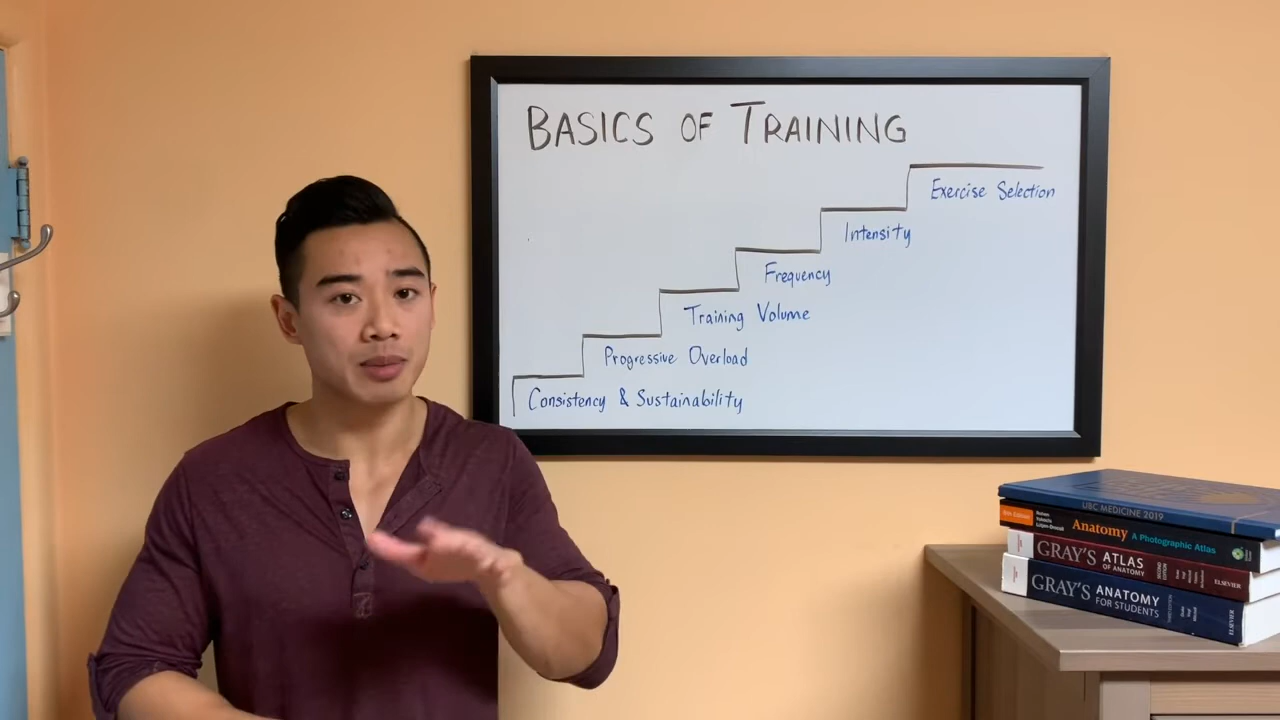 BASICS OF TRAINING
Exercise Selection
Intensity
Frequency
Training Volume
Progressive Overload
Consistency & Sustainability
UBC MEDICINE 2019
Anatomy A Photographic Atlas
GRAY'S ATLAS
OF ANATOMY
ELSEVIER
GRAY'S ANATOMY
FOR STUDENTS
ELSEVIER